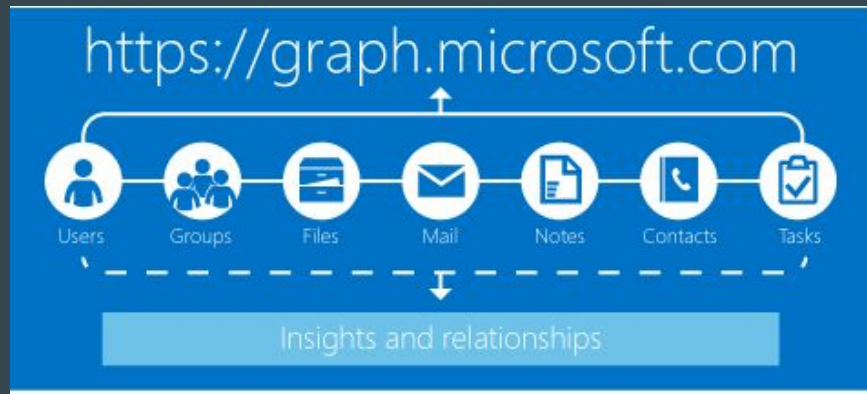 https://graph.microsoft.com
Users Groups Files Mail Notes Contacts Tasks
Insights and relationships